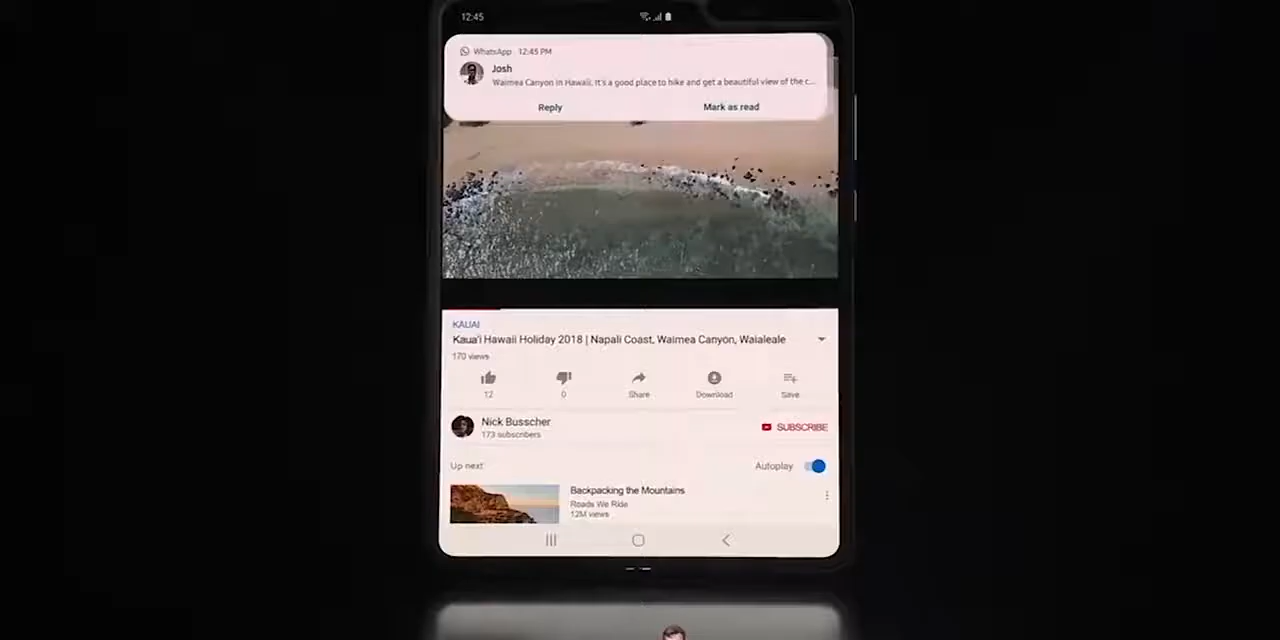 12:45
WhatsApp 12:45 PM
Josh
Waimea Canyon in Hawaii. It's a good place to hike and get a beautiful view of the c...
Reply Mark as read
KAUAI
Kaua'i Hawaii Holiday 2018 | Napali Coast, Waimea Canyon, Waialeale
170 views
12 0 Share Download Save
Nick Busscher
173 subscribers
SUBSCRIBE
Up next Autoplay
Backpacking the Mountains
Roads We Ride
12M views